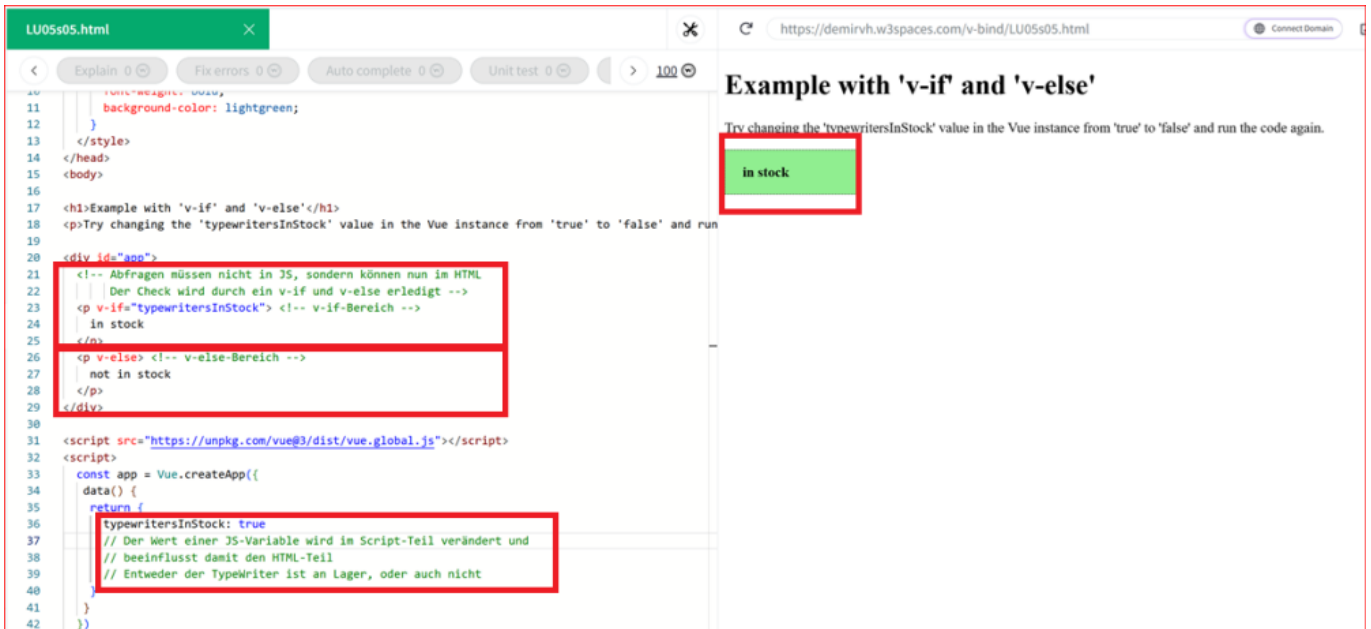 LU05s05.html
https://demirvh.w3spaces.com/v-bind/LU05s05.html
Connect Domain
Explain 0
Fix errors 0
Auto complete 0
Unit test 0
100
10 font-weight: bold;
11 background-color: lightgreen;
12 }
13 </style>
14 </head>
15 <body>
16
17 <h1>Example with 'v-if' and 'v-else'</h1>
18 <p>Try changing the 'typewritersInStock' value in the Vue instance from 'true' to 'false' and run
19
20 <div id="app">
21 <!-- Abfragen müssen nicht in JS, sondern können nun im HTML
22 Der Check wird durch ein v-if und v-else erledigt -->
23 <p v-if="typewritersInStock"> <!-- v-if-Bereich -->
24 in stock
25 </p>
26 <p v-else> <!-- v-else-Bereich -->
27 not in stock
28 </p>
29 </div>
30
31 <script src="https://unpkg.com/vue@3/dist/vue.global.js"></script>
32 <script>
33 const app = Vue.createApp({
34 data() {
35 return {
36 typewritersInStock: true
37 // Der Wert einer JS-Variable wird im Script-Teil verändert und
38 // beeinflusst damit den HTML-Teil
39 // Entweder der TypeWriter ist an Lager, oder auch nicht
40 }
41 }
42 })
Example with 'v-if' and 'v-else'
Try changing the 'typewritersInStock' value in the Vue instance from 'true' to 'false' and run the code again.
in stock